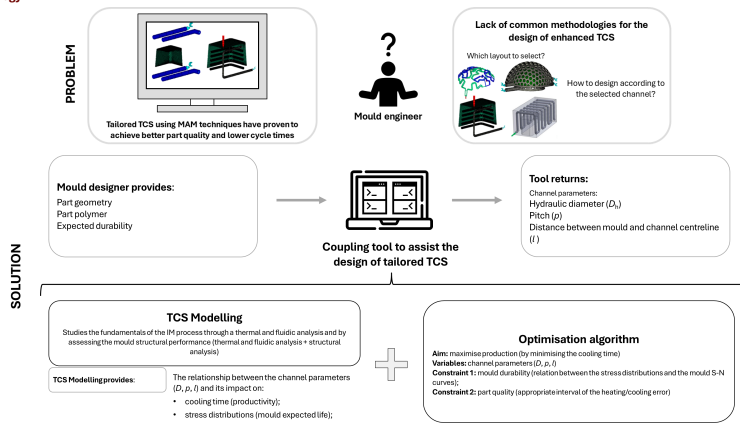 gy
PROBLEM
Tailored TCS using MAM techniques have proven to
achieve better part quality and lower cycle times
?
Mould engineer
Lack of common methodologies for the
design of enhanced TCS
Which layout to select?
How to design according to
the selected channel?
SOLUTION
Mould designer provides:
Part geometry
Part polymer
Expected durability
Coupling tool to assist the
design of tailored TCS
Tool returns:
Channel parameters:
Hydraulic diameter (Dh)
Pitch (p)
Distance between mould and channel centreline
(l )
TCS Modelling
Studies the fundamentals of the IM process through a thermal and fluidic analysis and by
assessing the mould structural performance (thermal and fluidic analysis + structural
analysis)
TCS Modelling provides:
The relationship between the channel parameters
(D, p, l) and its impact on:
• cooling time (productivity);
• stress distributions (mould expected life);
Optimisation algorithm
Aim: maximise production (by minimising the cooling time)
Variables: channel parameters (D, p, l)
Constraint 1: mould durability (relation between the stress distributions and the mould S-N
curves);
Constraint 2: part quality (appropriate interval of the heating/cooling error)